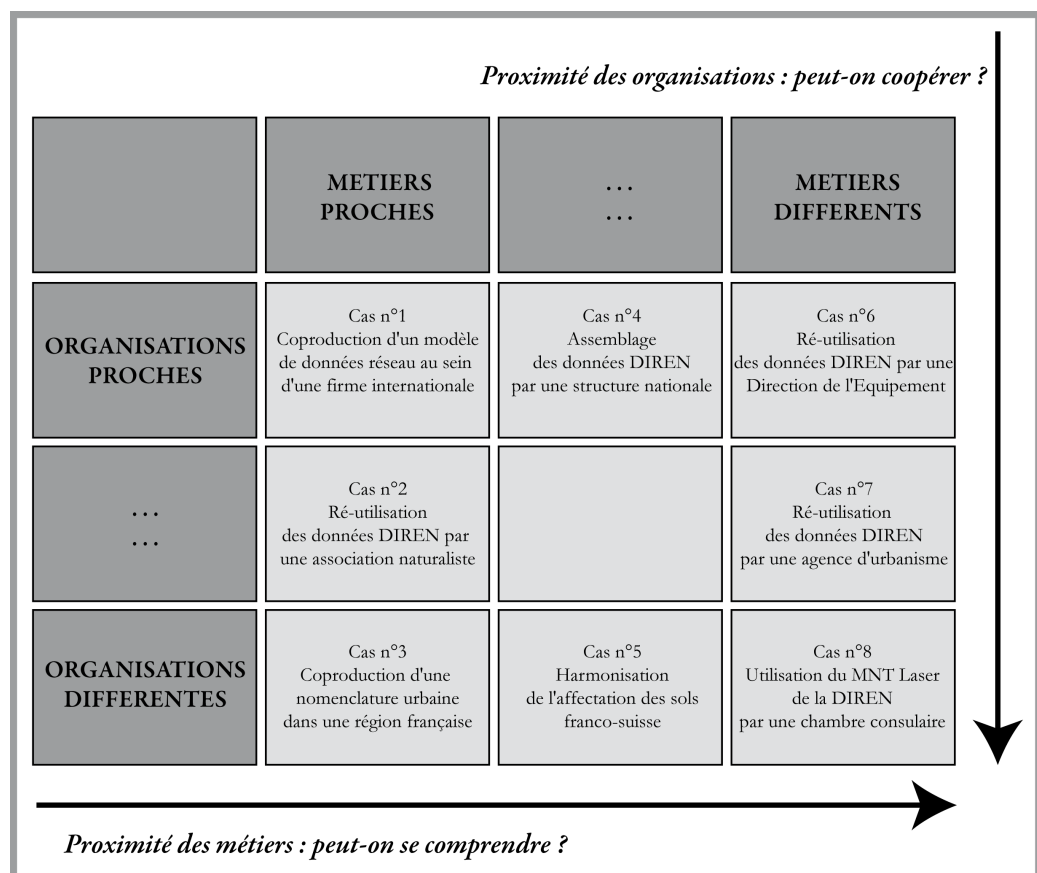 Proximité des organisations : peut-on coopérer ?
METIERS
PROCHES
...
...
METIERS
DIFFERENTS
ORGANISATIONS
PROCHES
Cas n°1
Coproduction d'un modèle
de données réseau au sein
d'une firme internationale
Cas n°4
Assemblage
des données DIREN
par une structure nationale
Cas n°6
Ré-utilisation
des données DIREN par une
Direction de l'Equipement
...
...
Cas n°2
Ré-utilisation
des données DIREN par
une association naturaliste
Cas n°7
Ré-utilisation
des données DIREN
par une agence d'urbanisme
ORGANISATIONS
DIFFERENTES
Cas n°3
Coproduction d'une
nomenclature urbaine
dans une région française
Cas n°5
Harmonisation
de l'affectation des sols
franco-suisse
Cas n°8
Utilisation du MNT Laser
de la DIREN
par une chambre consulaire
Proximité des métiers : peut-on se comprendre ?